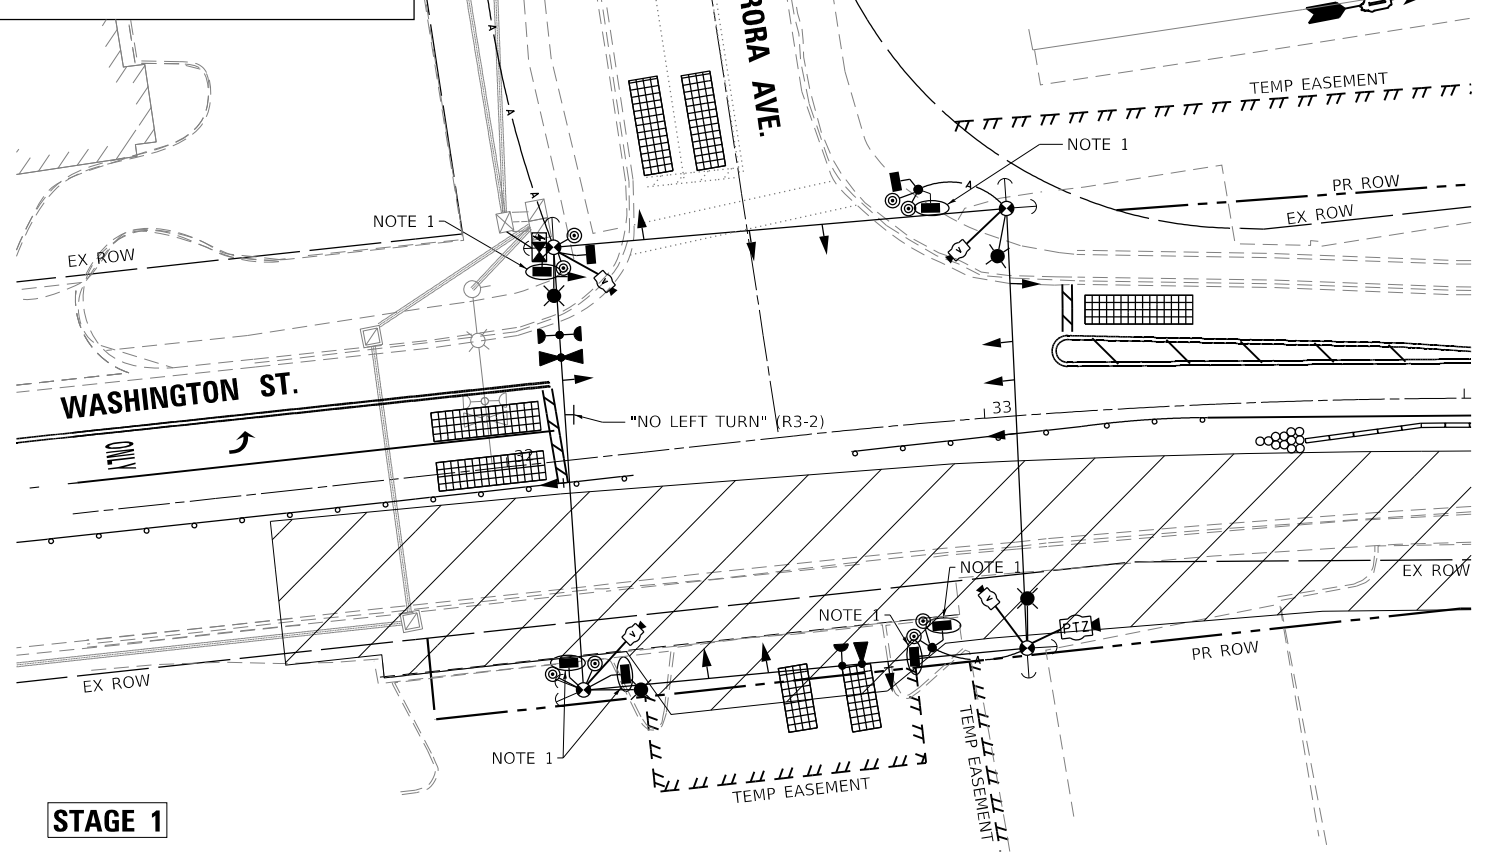 RORA AVE.
TEMP EASEMENT
NOTE 1
PR ROW
EX ROW
NOTE 1
EX ROW
A
A
A
4
V
V
WASHINGTON ST.
ONLY
"NO LEFT TURN" (R3-2)
33
32
NOTE 1
EX ROW
NOTE 1
V
V
PTZ
PR ROW
EX ROW
4
NOTE 1
TEMP EASEMENT
TEMP EASEMENT
STAGE 1